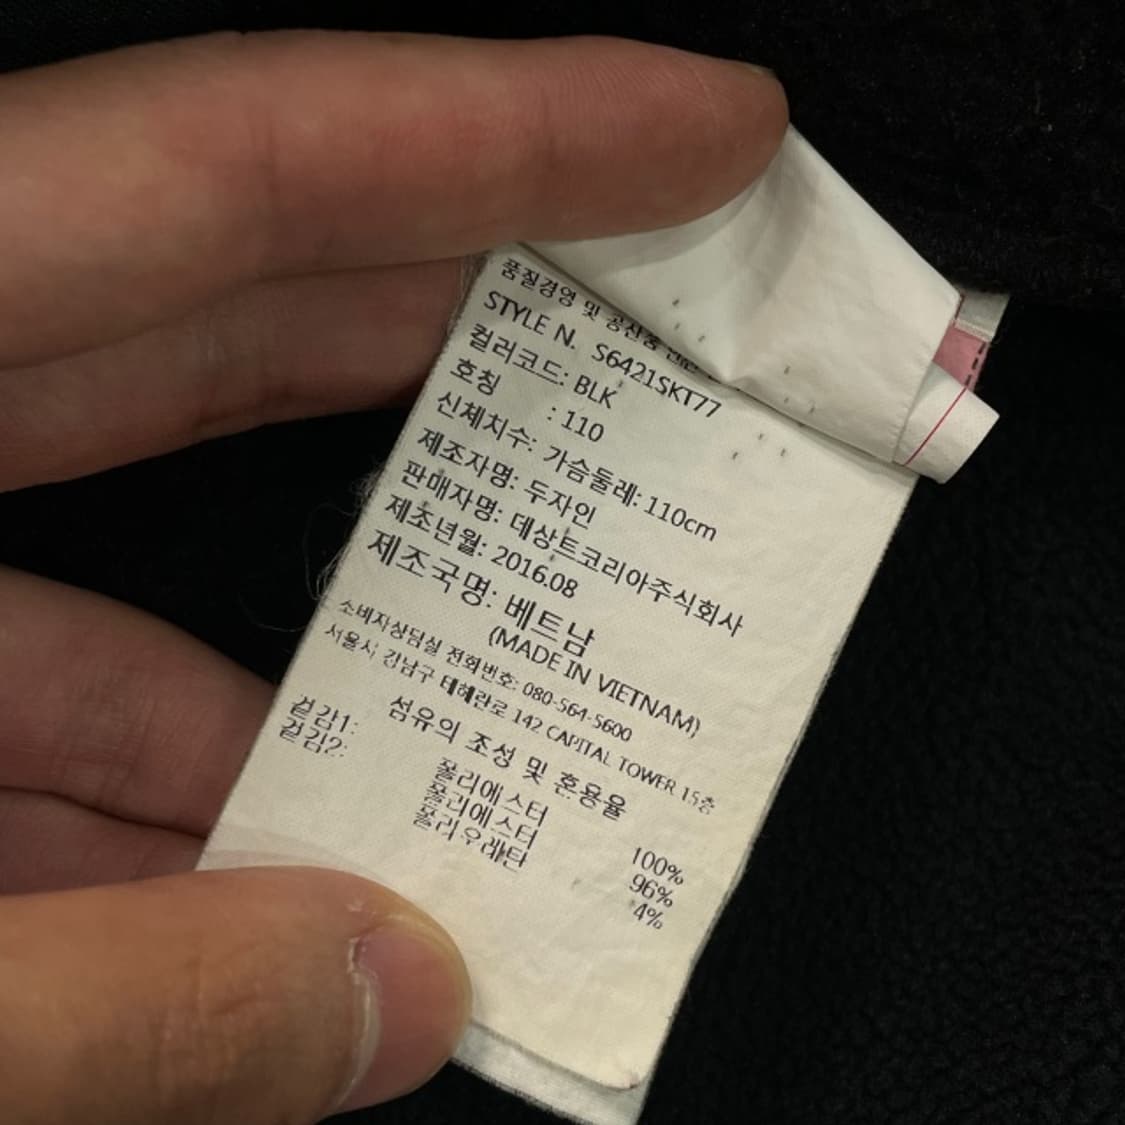 품질경영 및 공산품
STYLE N. S6421SKT77
컬러코드: BLK
호칭 : 110
신체치수: 가슴둘레: 110cm
제조자명: 두자인
판매자명: 데상트코리아주식회사
제조년월: 2016.08
제조국명: 베트남
(MADE IN VIETNAM)
소비자상담실 전화번호: 080-564-5600
서울시 강남구 테헤란로 142 CAPITAL TOWER 15층
섬유의 조성 및 혼용율
겉감1: 폴리에스터 100%
겉감2: 폴리에스터 96%
폴리우레탄 4%